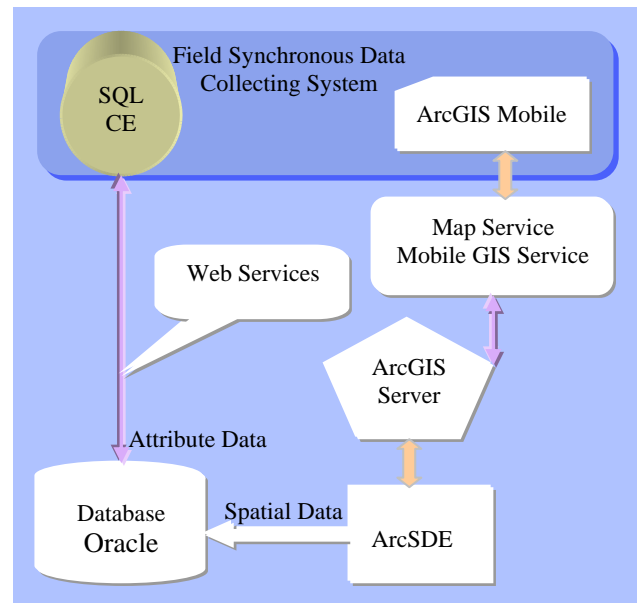 Field Synchronous Data
Collecting System
SQL
CE
ArcGIS Mobile
Map Service
Mobile GIS Service
Web Services
ArcGIS
Server
Attribute Data
Database
Oracle
Spatial Data
ArcSDE